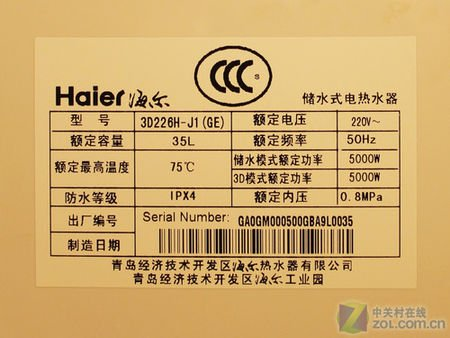 CCC S
Haier 海尔 储水式电热水器
型 号 3D226H-J1(GE) 额定电压 220V~
额定容量 35L 额定频率 50Hz
额定最高温度 75℃ 储水模式额定功率 5000W
3D模式额定功率 5000W
防水等级 IPX4 额定内压 0.8MPa
出厂编号 Serial Number: GA0GM000500GBA9L0035
制造日期
青岛经济技术开发区海尔热水器有限公司
青岛经济技术开发区海尔工业园
中关村在线
zol.com.cn